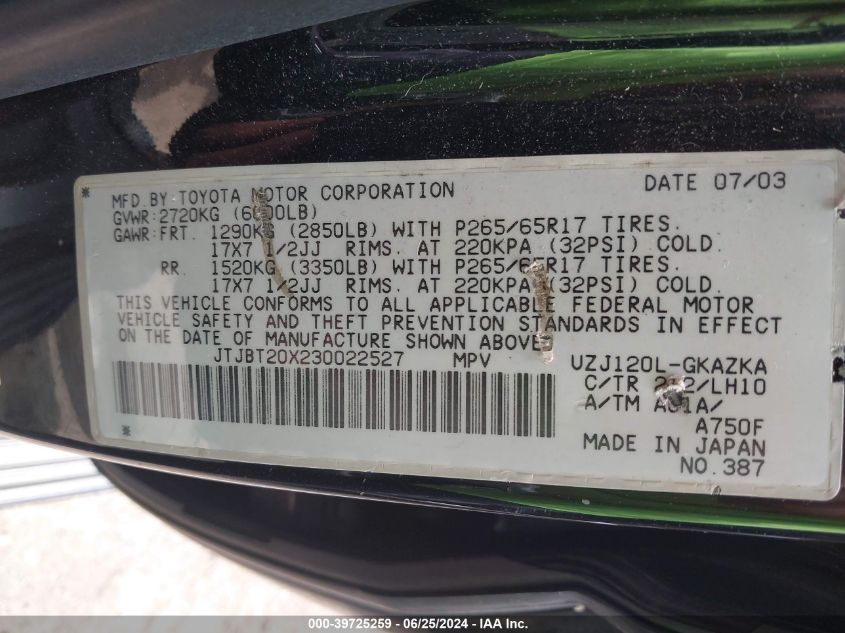 MFD.BY:TOYOTA MOTOR CORPORATION DATE 07/03
GVWR:2720KG (6000LB)
GAWR:FRT. 1290KG (2850LB) WITH P265/65R17 TIRES.
17X7 1/2JJ RIMS. AT 220KPA (32PSI) COLD.
RR. 1520KG (3350LB) WITH P265/65R17 TIRES.
17X7 1/2JJ RIMS. AT 220KPA (32PSI) COLD.
THIS VEHICLE CONFORMS TO ALL APPLICABLE FEDERAL MOTOR
VEHICLE SAFETY AND THEFT PREVENTION STANDARDS IN EFFECT
ON THE DATE OF MANUFACTURE SHOWN ABOVE.
JTJBT20X230022527 MPV UZJ120L-GKAZKA
C/TR /LH10
A/TM A01A/
A750F
MADE IN JAPAN
NO.387
000-39725259 - 06/25/2024 - IAA Inc.